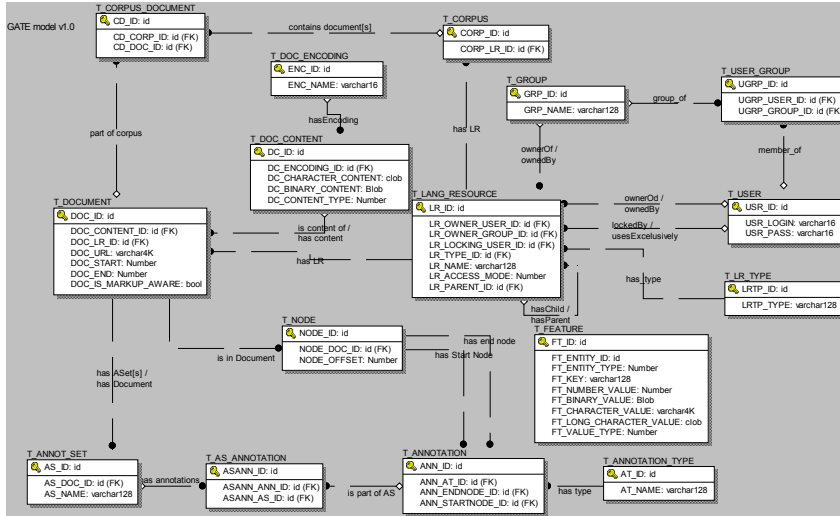 GATE model v1.0
T_CORPUS_DOCUMENT
CD_ID: id
CD_CORP_ID: id (FK)
CD_DOC_ID: id (FK)
contains document[s]
T_CORPUS
CORP_ID: id
CORP_LR_ID: id (FK)
T_DOC_ENCODING
ENC_ID: id
ENC_NAME: varchar16
hasEncoding
T_GROUP
GRP_ID: id
GRP_NAME: varchar128
group_of
T_USER_GROUP
UGRP_ID: id
UGRP_USER_ID: id (FK)
UGRP_GROUP_ID: id (FK)
part of corpus
has LR
ownerOf /
ownedBy
member_of
T_DOC_CONTENT
DC_ID: id
DC_ENCODING_ID: id (FK)
DC_CHARACTER_CONTENT: clob
DC_BINARY_CONTENT: Blob
DC_CONTENT_TYPE: Number
T_DOCUMENT
DOC_ID: id
DOC_CONTENT_ID: id (FK)
DOC_LR_ID: id (FK)
DOC_URL: varchar4K
DOC_START: Number
DOC_END: Number
DOC_IS_MARKUP_AWARE: bool
is content of /
has content
has LR
T_LANG_RESOURCE
LR_ID: id
LR_OWNER_USER_ID: id (FK)
LR_OWNER_GROUP_ID: id (FK)
LR_LOCKING_USER_ID: id (FK)
LR_TYPE_ID: id (FK)
LR_NAME: varchar128
LR_ACCESS_MODE: Number
LR_PARENT_ID: id (FK)
ownerOd /
ownedBy
lockedBy /
usesExcelusively
T_USER
USR_ID: id
USR_LOGIN: varchar16
USR_PASS: varchar16
has_type
T_LR_TYPE
LRTP_ID: id
LRTP_TYPE: varchar128
hasChild /
hasParent
T_NODE
NODE_ID: id
NODE_DOC_ID: id (FK)
NODE_OFFSET: Number
is in Document
has end node
has Start Node
T_FEATURE
FT_ID: id
FT_ENTITY_ID: id
FT_ENTITY_TYPE: Number
FT_KEY: varchar128
FT_NUMBER_VALUE: Number
FT_BINARY_VALUE: Blob
FT_CHARACTER_VALUE: varchar4K
FT_LONG_CHARACTER_VALUE: clob
FT_VALUE_TYPE: Number
has ASet[s] /
has Document
T_ANNOT_SET
AS_ID: id
AS_DOC_ID: id (FK)
AS_NAME: varchar128
as annotations
T_AS_ANNOTATION
ASANN_ID: id
ASANN_ANN_ID: id (FK)
ASANN_AS_ID: id (FK)
is part of AS
T_ANNOTATION
ANN_ID: id
ANN_AT_ID: id (FK)
ANN_ENDNODE_ID: id (FK)
ANN_STARTNODE_ID: id (FK)
has type
T_ANNOTATION_TYPE
AT_ID: id
AT_NAME: varchar128